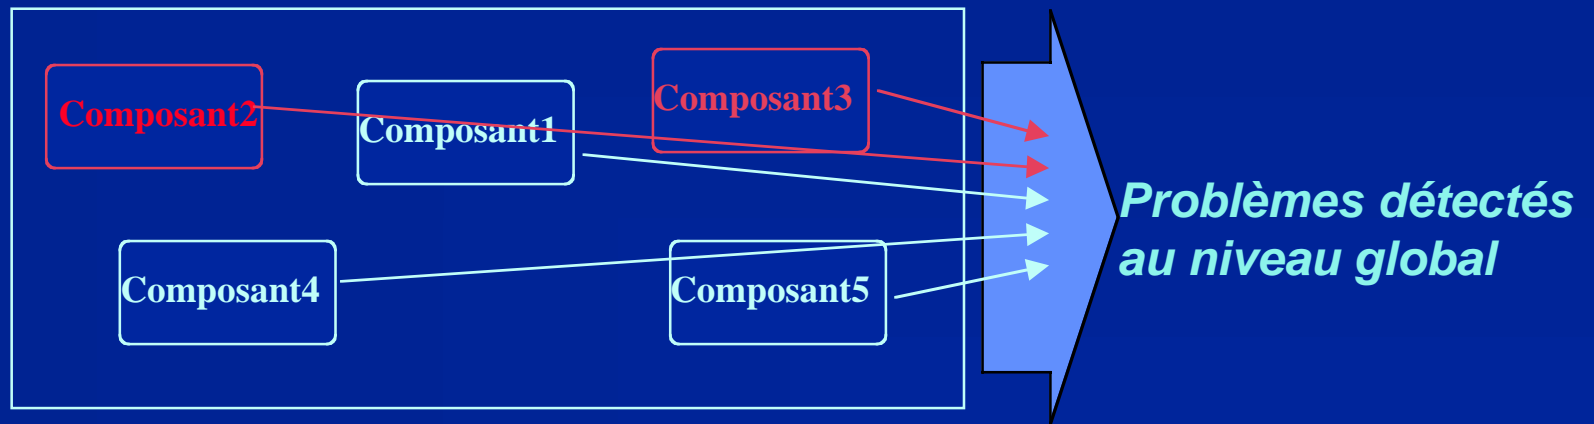 Composant2
Composant1
Composant3
Composant4
Composant5
Problèmes détectés
au niveau global